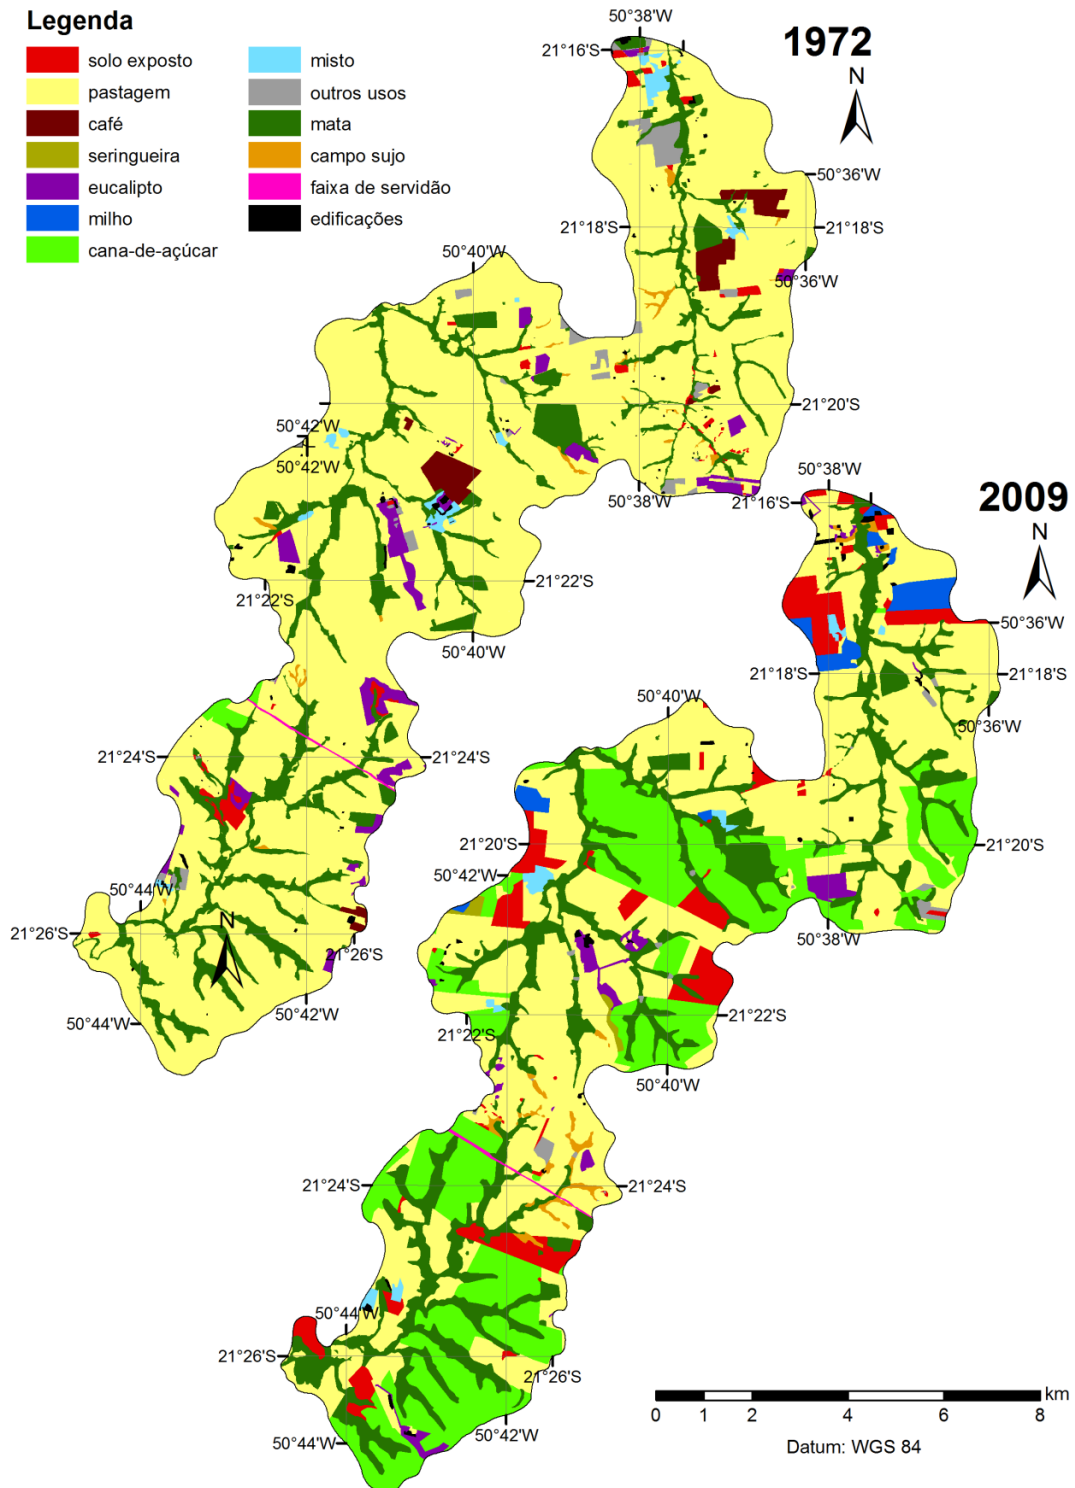 Legenda
solo exposto
pastagem
café
seringueira
eucalipto
milho
cana-de-açúcar
misto
outros usos
mata
campo sujo
faixa de servidão
edificações
1972
N
50°38'W
21°16'S
50°36'W
21°18'S
21°18'S
50°36'W
50°40'W
21°20'S
50°42'W
50°42'W
50°38'W
21°22'S
21°22'S
50°40'W
21°24'S
21°24'S
50°44'W
N
21°26'S
21°26'S
50°42'W
50°44'W
2009
N
50°38'W
21°16'S
50°36'W
21°18'S
21°18'S
50°36'W
50°40'W
21°20'S
21°20'S
50°42'W
50°38'W
21°22'S
21°22'S
50°40'W
21°24'S
21°24'S
50°44'W
21°26'S
21°26'S
50°42'W
50°44'W
km
0 1 2 4 6 8
Datum: WGS 84